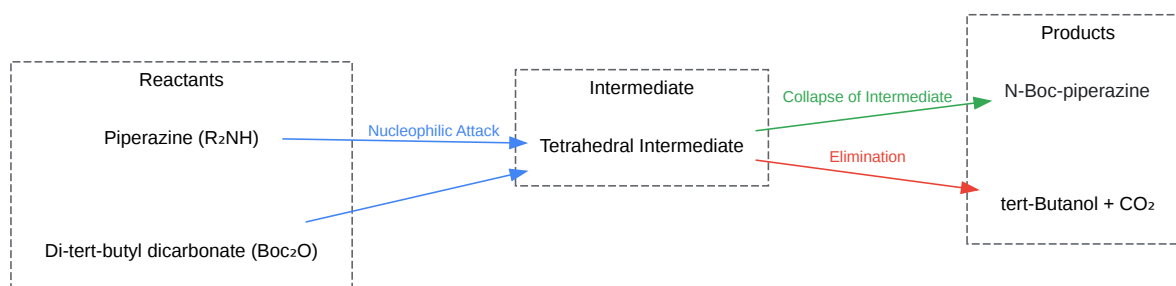 Reactants
Piperazine (R₂NH)
Di-tert-butyl dicarbonate (Boc₂O)
Nucleophilic Attack
Intermediate
Tetrahedral Intermediate
Collapse of Intermediate
Elimination
Products
N-Boc-piperazine
tert-Butanol + CO₂